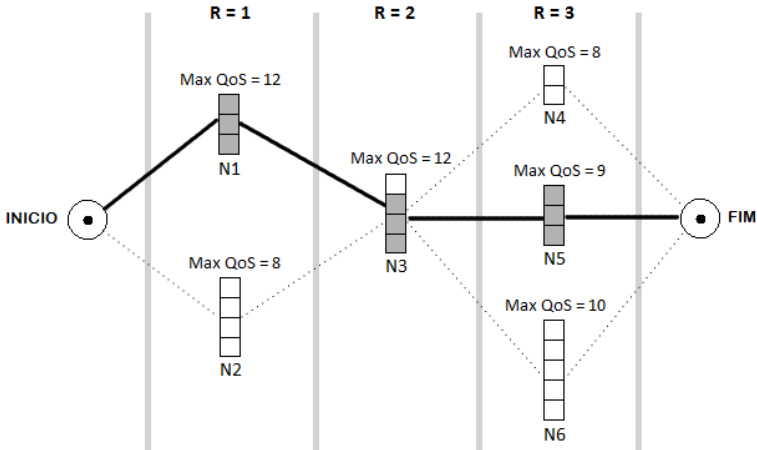 R = 1
R = 2
R = 3
Max QoS = 8
Max QoS = 12
N4
Max QoS = 12
N1
Max QoS = 9
INICIO
FIM
N3
N5
Max QoS = 8
Max QoS = 10
N2
N6